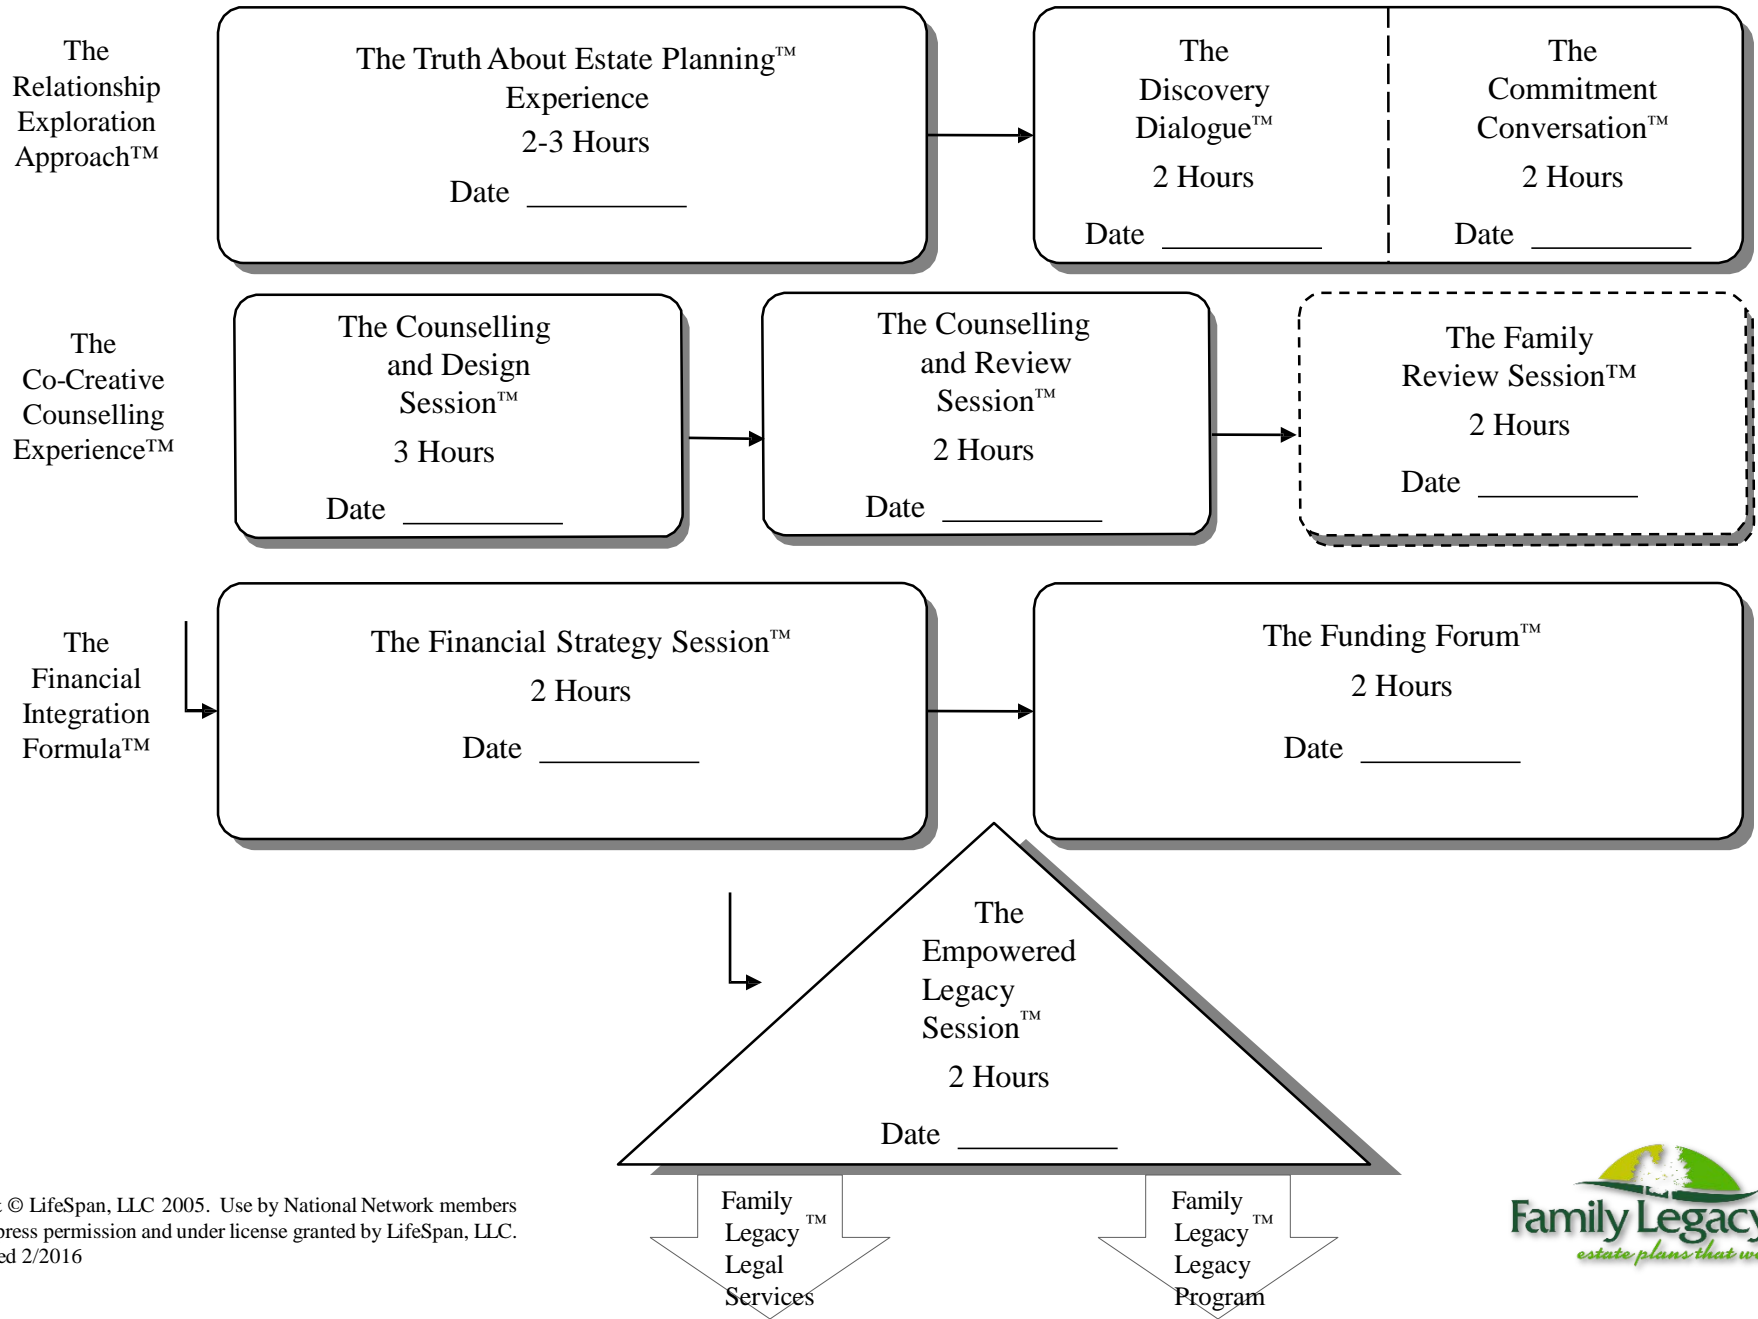 The
Relationship
Exploration
Approach™
The Truth About Estate Planning™
Experience
2-3 Hours
Date __________
The
Discovery
Dialogue™
2 Hours
Date __________
The
Commitment
Conversation™
2 Hours
Date __________
The
Co-Creative
Counselling
Experience™
The Counselling
and Design
Session™
3 Hours
Date __________
The Counselling
and Review
Session™
2 Hours
Date __________
The Family
Review Session™
2 Hours
Date __________
The
Financial
Integration
Formula™
The Financial Strategy Session™
2 Hours
Date __________
The Funding Forum™
2 Hours
Date __________
The
Empowered
Legacy
Session™
2 Hours
Date __________
Family
Legacy™
Legal
Services
Family
Legacy™
Legacy
Program
© LifeSpan, LLC 2005. Use by National Network members
press permission and under license granted by LifeSpan, LLC.
ed 2/2016
Family Legacy
estate plans that